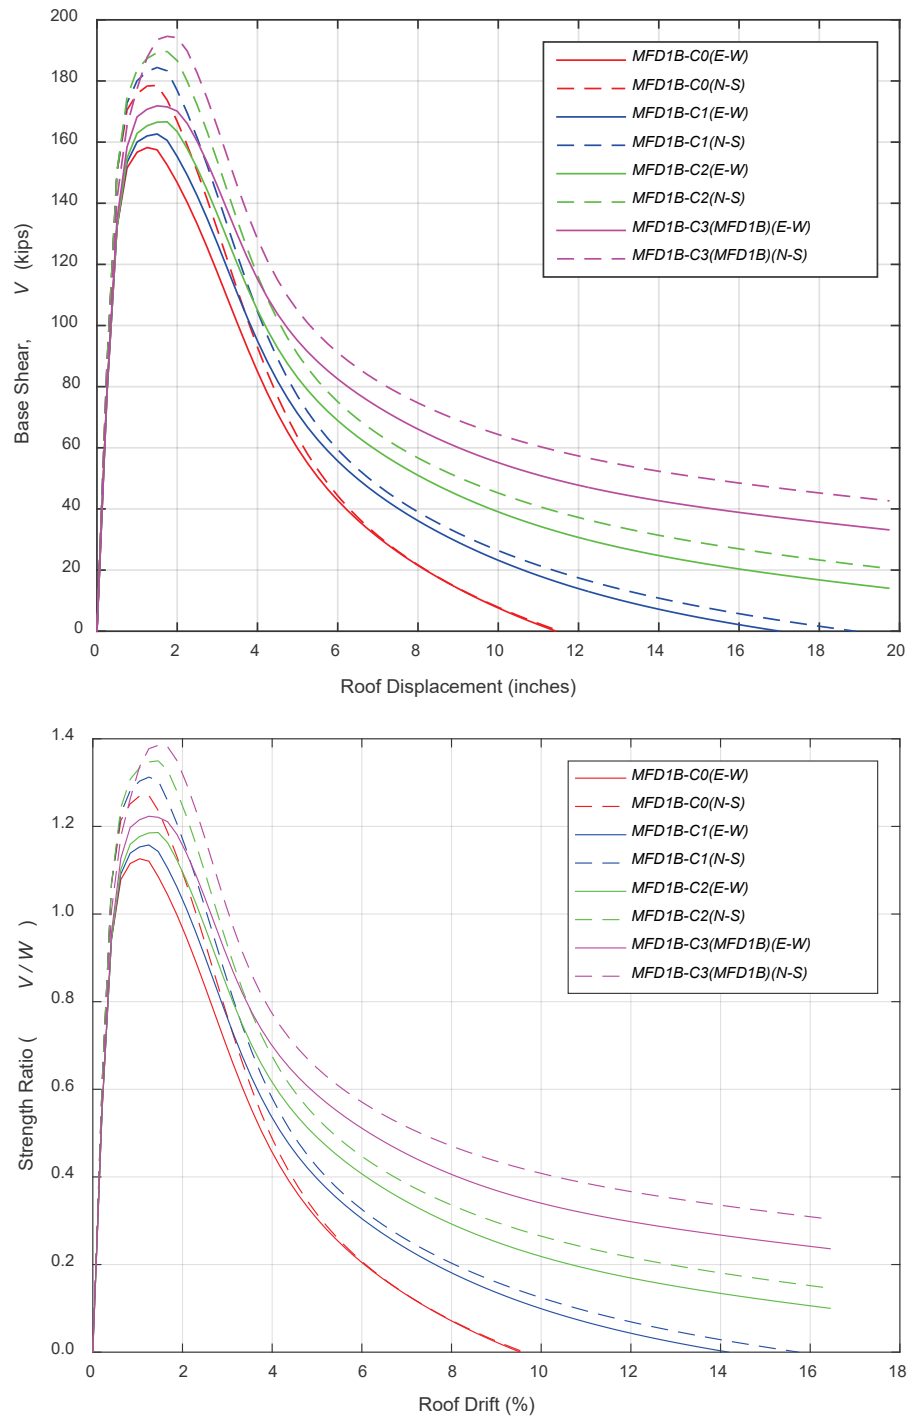 200
180
160
140
120
100
80
60
40
20
0
Base Shear, V (kips)
MFD1B-C0(E-W)
MFD1B-C0(N-S)
MFD1B-C1(E-W)
MFD1B-C1(N-S)
MFD1B-C2(E-W)
MFD1B-C2(N-S)
MFD1B-C3(MFD1B)(E-W)
MFD1B-C3(MFD1B)(N-S)
0 2 4 6 8 10 12 14 16 18 20
Roof Displacement (inches)
1.4
1.2
1.0
0.8
0.6
0.4
0.2
0.0
Strength Ratio ( V / W )
MFD1B-C0(E-W)
MFD1B-C0(N-S)
MFD1B-C1(E-W)
MFD1B-C1(N-S)
MFD1B-C2(E-W)
MFD1B-C2(N-S)
MFD1B-C3(MFD1B)(E-W)
MFD1B-C3(MFD1B)(N-S)
0 2 4 6 8 10 12 14 16 18
Roof Drift (%)